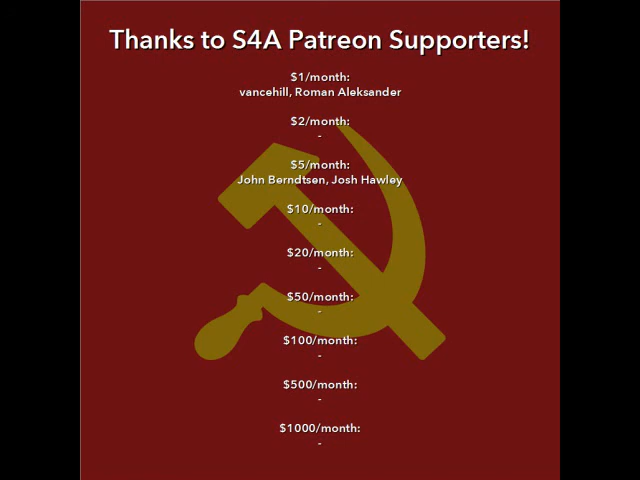 Thanks to S4A Patreon Supporters!
$1/month:
vancehill, Roman Aleksander
$2/month:
-
$5/month:
John Berndtsen, Josh Hawley
$10/month:
-
$20/month:
-
$50/month:
-
$100/month:
-
$500/month:
-
$1000/month:
-